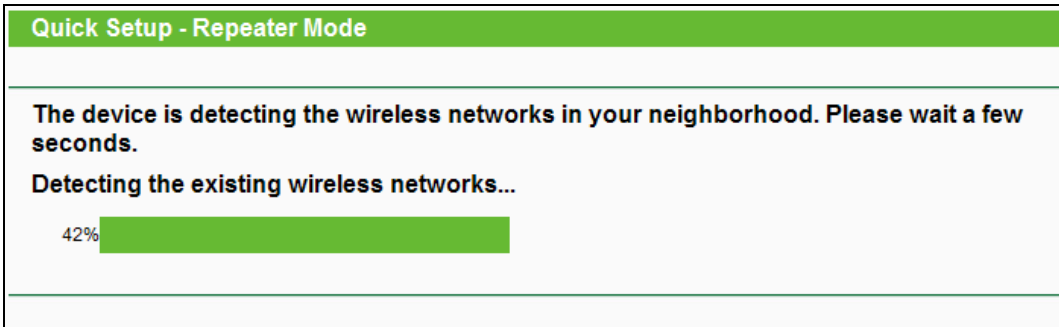 Quick Setup - Repeater Mode
The device is detecting the wireless networks in your neighborhood. Please wait a few
seconds.
Detecting the existing wireless networks...
42%